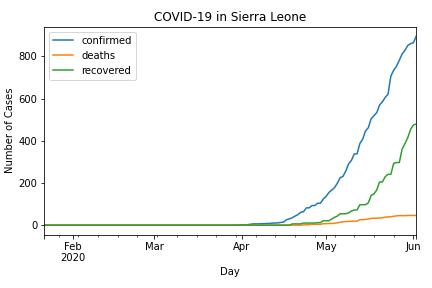 COVID-19 in Sierra Leone
confirmed
deaths
recovered
Number of Cases
800
600
400
200
0
Feb
2020
Mar
Apr
May
Jun
Day